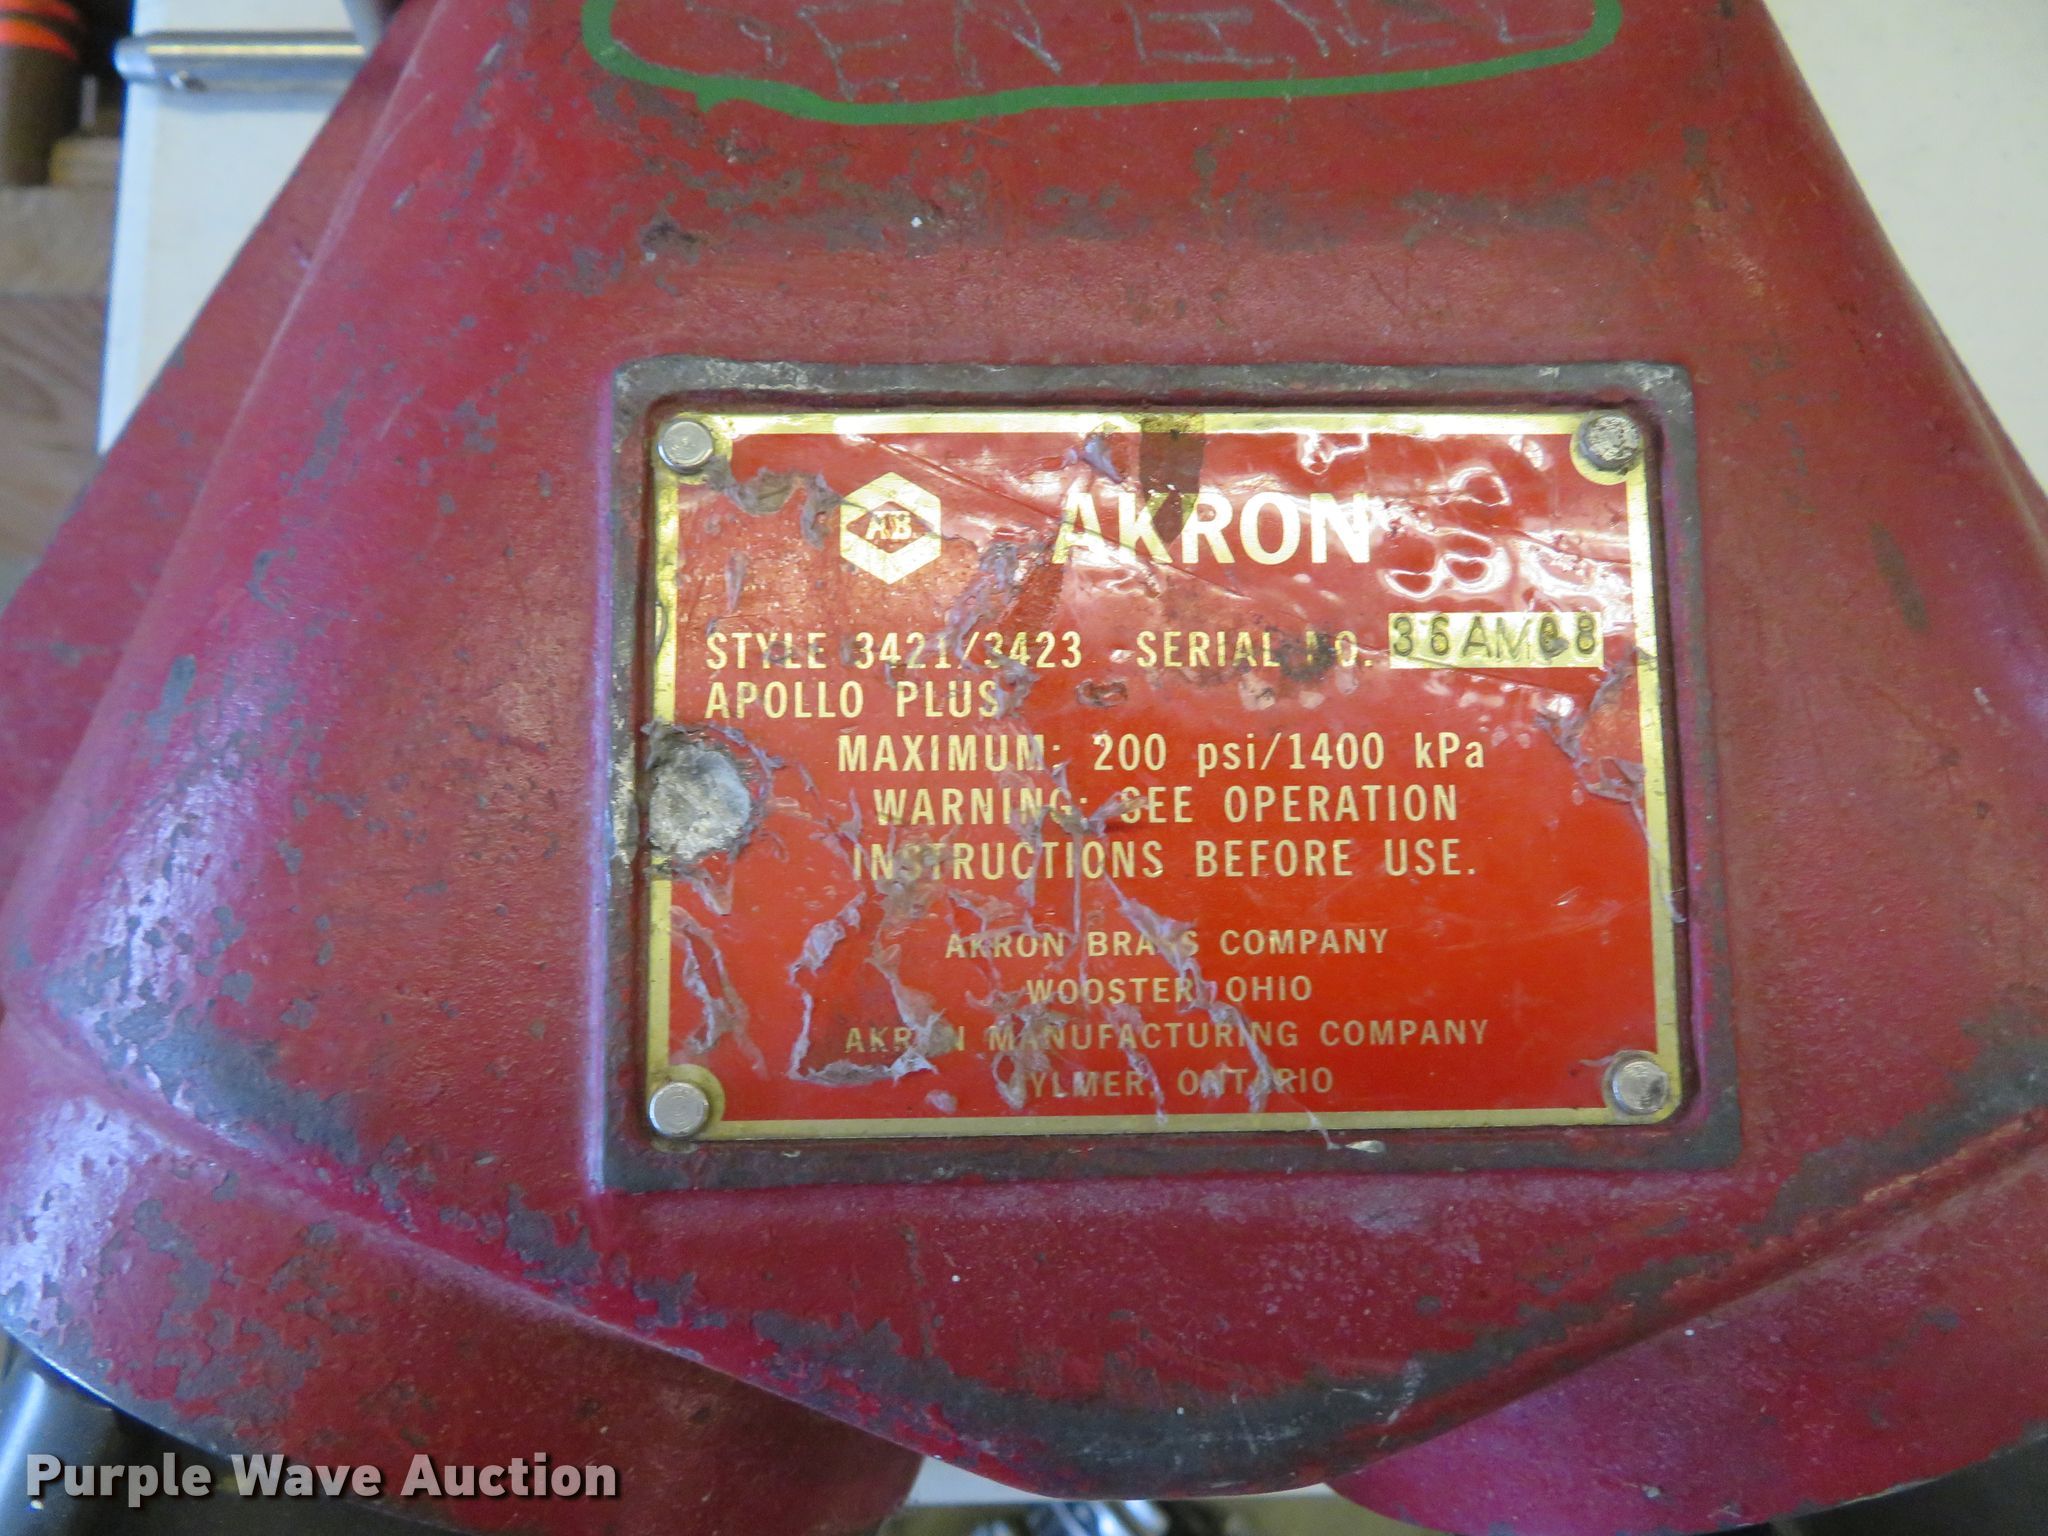 A.B.
AKRON
STYLE 3421/3423 SERIAL NO. 36AM
APOLLO PLUS
MAXIMUM: 200 psi/1400 kPa
WARNING: SEE OPERATION
INSTRUCTIONS BEFORE USE.
AKRON BRASS COMPANY
WOOSTER, OHIO
AKRON MANUFACTURING COMPANY
AYLMER, ONTARIO
Purple Wave Auction